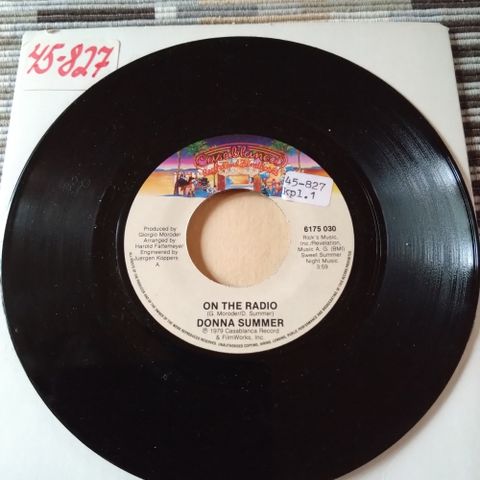 45-827
Casablanca
45-827
kpl.1
Produced by
Giorgio Moroder
Arranged by
Harold Faltemeyer
Engineered by
Juergen Koppers
A
6175 030
Rick's Music,
Inc./Revelation,
Music A. G. (BMI)
Sweet Summer
Night Music
3:59
ON THE RADIO
(G. Moroder/D. Summer)
DONNA SUMMER
℗ 1979 Casablanca Record
& FilmWorks, Inc.